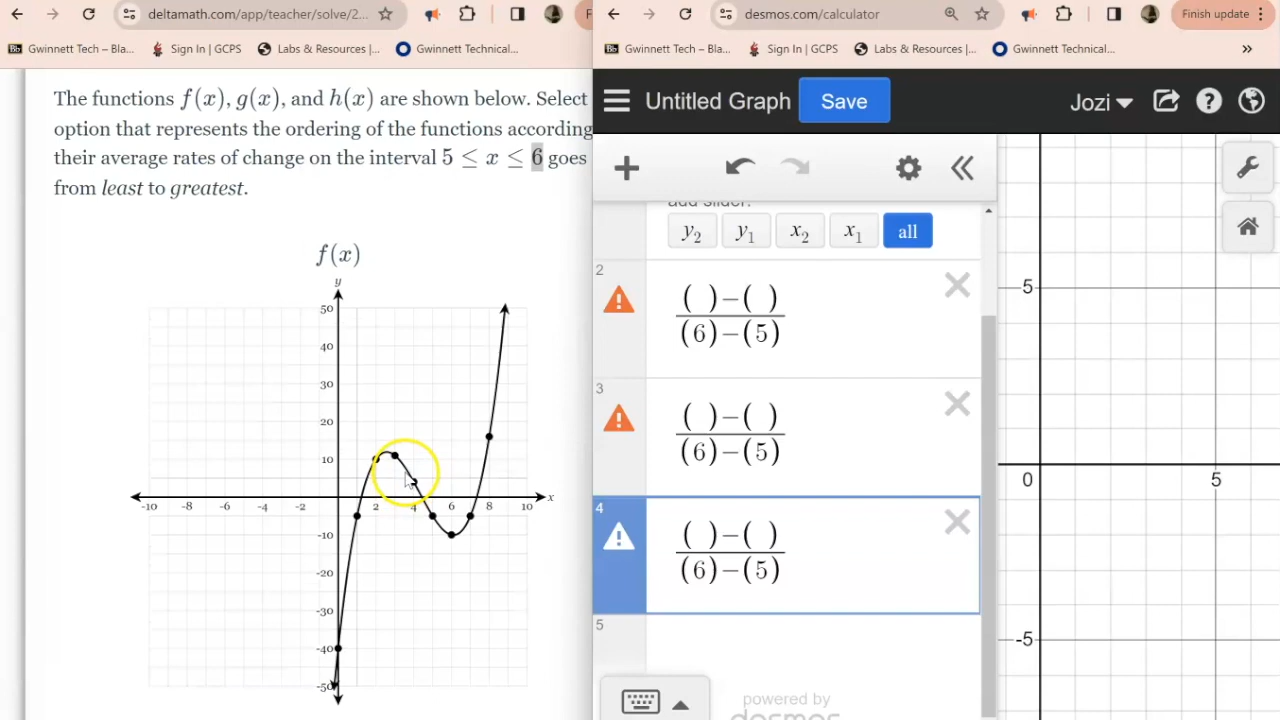 deltamath.com/app/teacher/solve/2...
Gwinnett Tech – Bla...
Sign In | GCPS
Labs & Resources |...
Gwinnett Technical...
The functions f(x), g(x), and h(x) are shown below. Select
option that represents the ordering of the functions according
their average rates of change on the interval 5 ≤ x ≤ 6 goes
from least to greatest.
f(x)
y
50
40
30
20
10
-10 -6 -4 -2 2 4 6 8 10 x
-10
-20
-30
-40
-50
desmos.com/calculator
Finish update
Gwinnett Tech – Bla...
Sign In | GCPS
Labs & Resources |...
Gwinnett Technical...
»
Untitled Graph
Save
Jozi
add slider:
y₂ y₁ x₂ x₁ all
2
( )–( )
(6)–(5)
3
( )–( )
(6)–(5)
4
( )–( )
(6)–(5)
5
powered by
desmos
5
0 5
-5